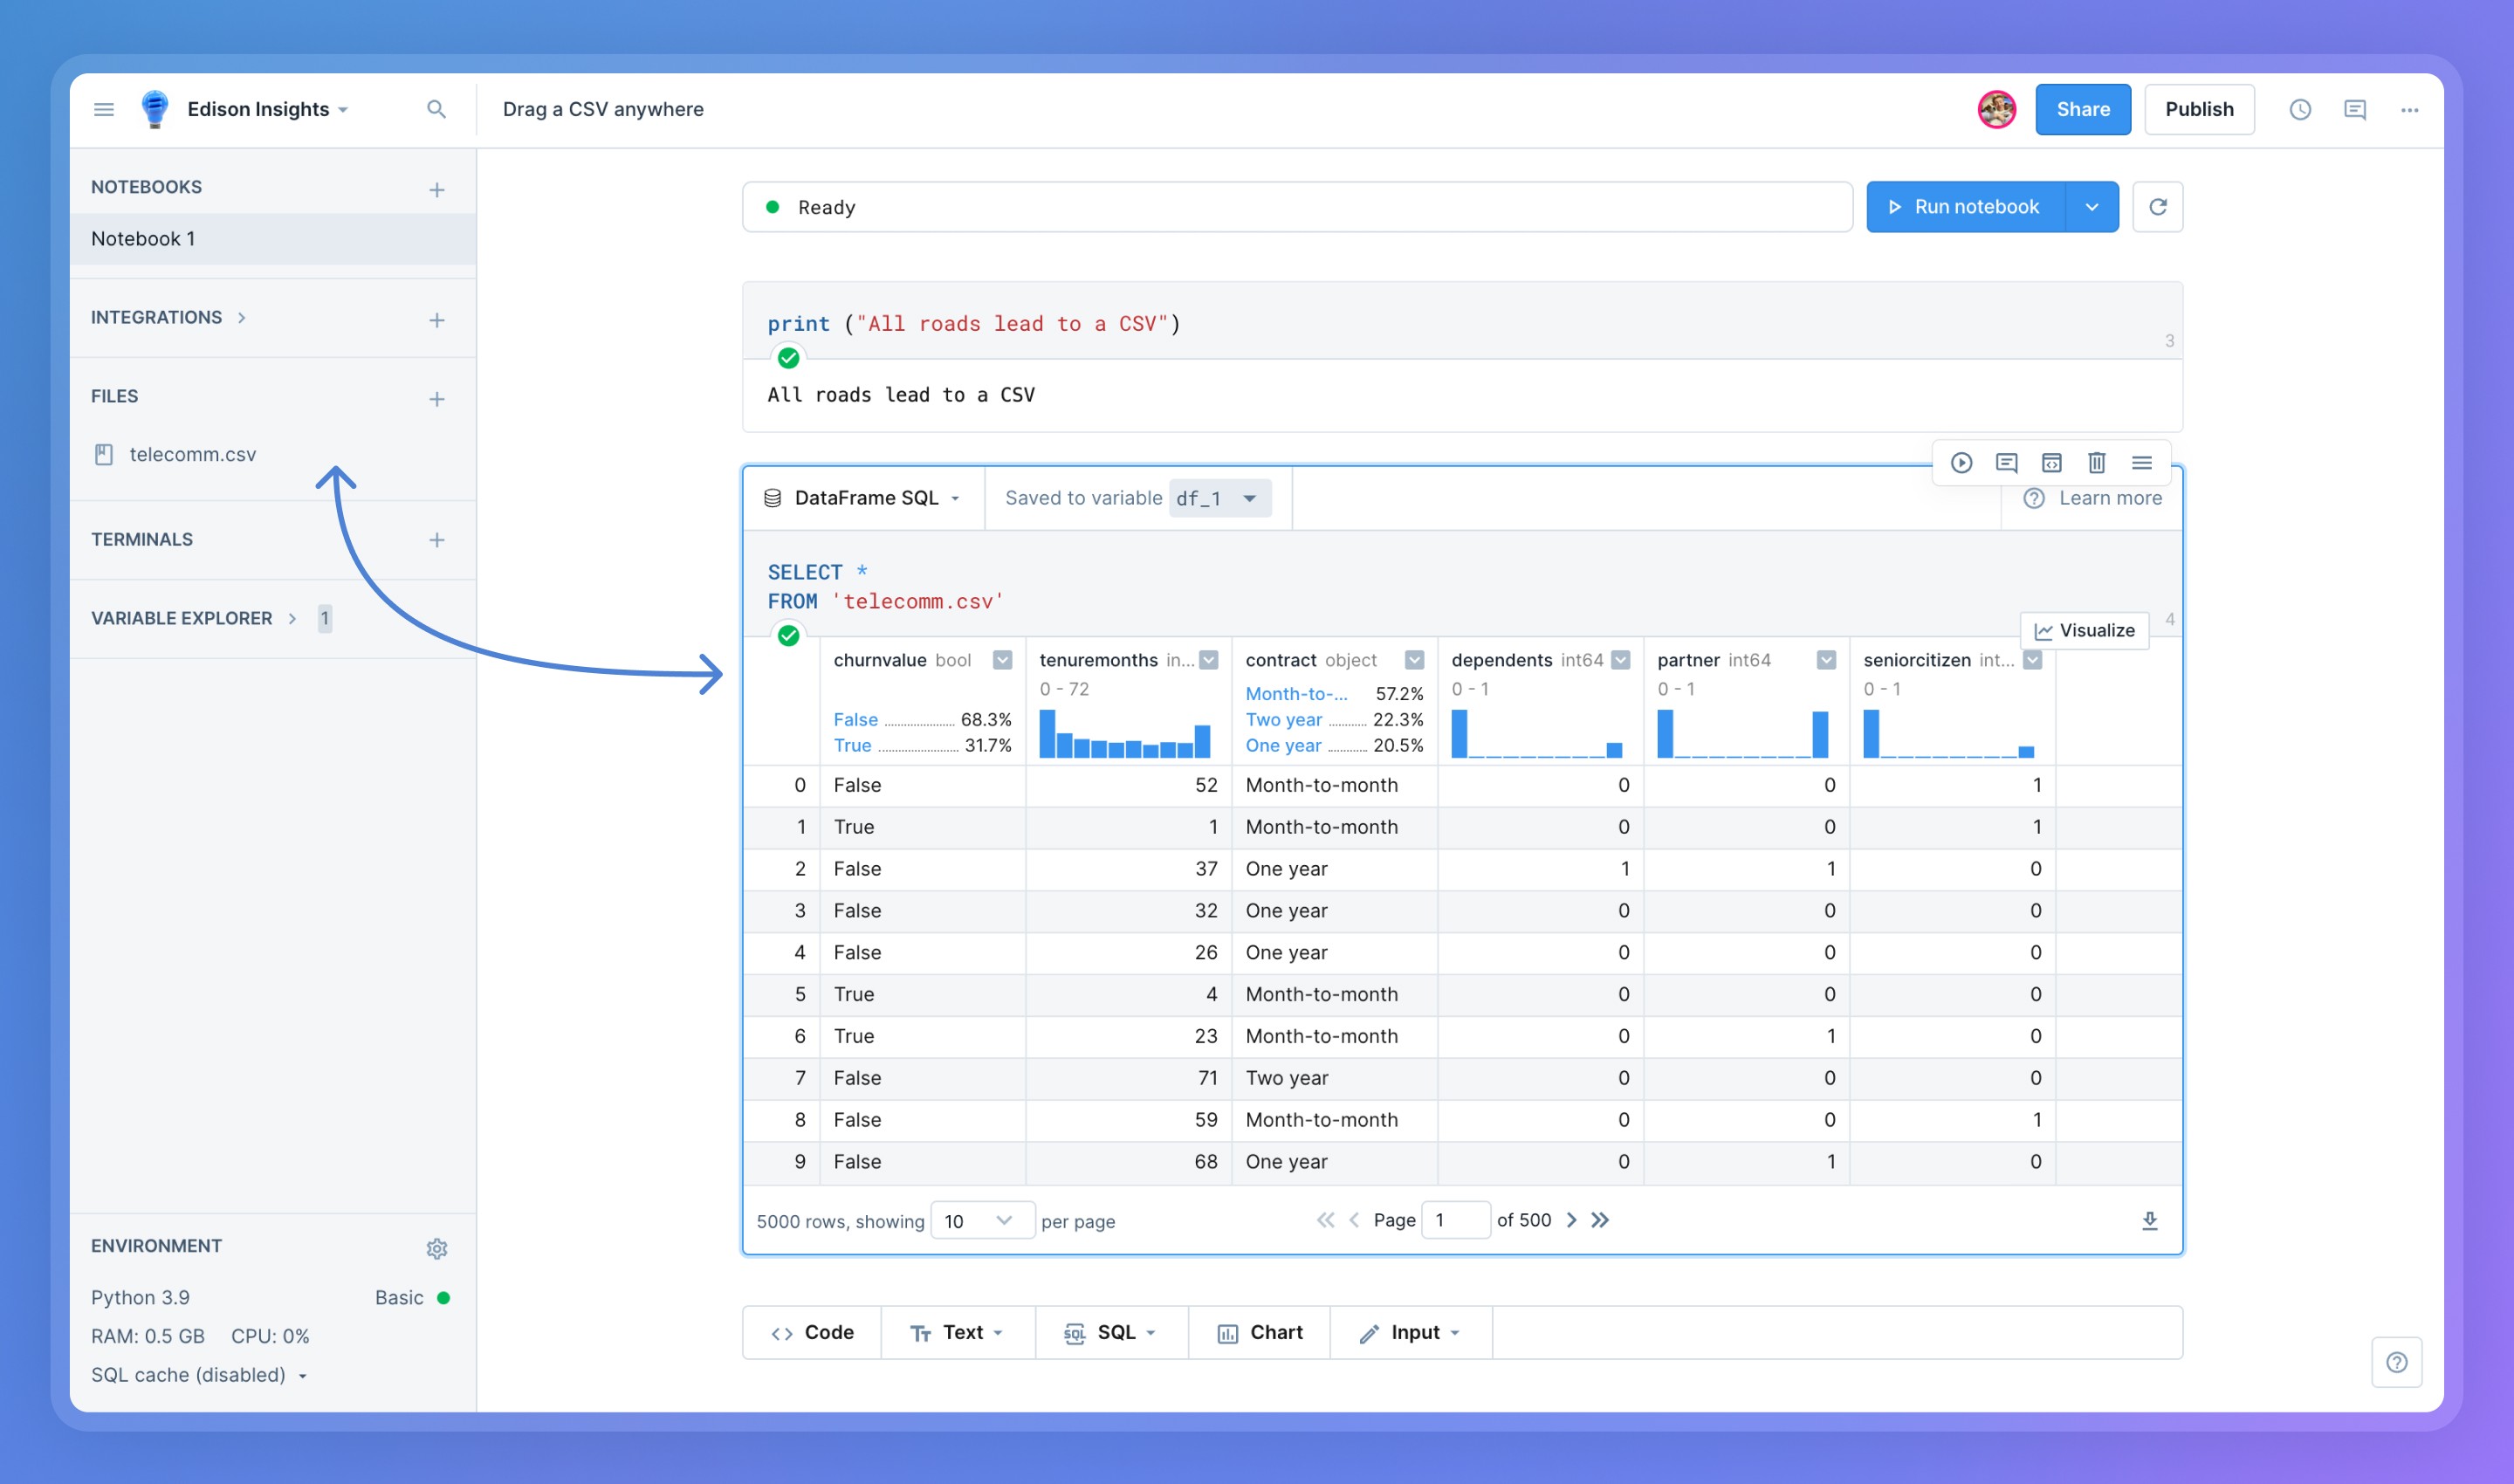 Edison Insights
Drag a CSV anywhere
Share
Publish
NOTEBOOKS
Notebook 1
INTEGRATIONS
FILES
telecomm.csv
TERMINALS
VARIABLE EXPLORER 1
ENVIRONMENT
Python 3.9 Basic
RAM: 0.5 GB CPU: 0%
SQL cache (disabled)
Ready
Run notebook
print ("All roads lead to a CSV")
3
All roads lead to a CSV
DataFrame SQL
Saved to variable df_1
Learn more
SELECT *
FROM 'telecomm.csv'
4
Visualize
churnvalue bool tenuremonths in... contract object dependents int64 partner int64 seniorcitizen int...
0 - 72 Month-to-... 57.2% 0 - 1 0 - 1 0 - 1
False 68.3% Two year 22.3%
True 31.7% One year 20.5%
0 False 52 Month-to-month 0 0 1
1 True 1 Month-to-month 0 0 1
2 False 37 One year 1 1 0
3 False 32 One year 0 0 0
4 False 26 One year 0 0 0
5 True 4 Month-to-month 0 0 0
6 True 23 Month-to-month 0 1 0
7 False 71 Two year 0 0 0
8 False 59 Month-to-month 0 0 1
9 False 68 One year 0 1 0
5000 rows, showing 10 per page Page 1 of 500
Code Text SQL Chart Input